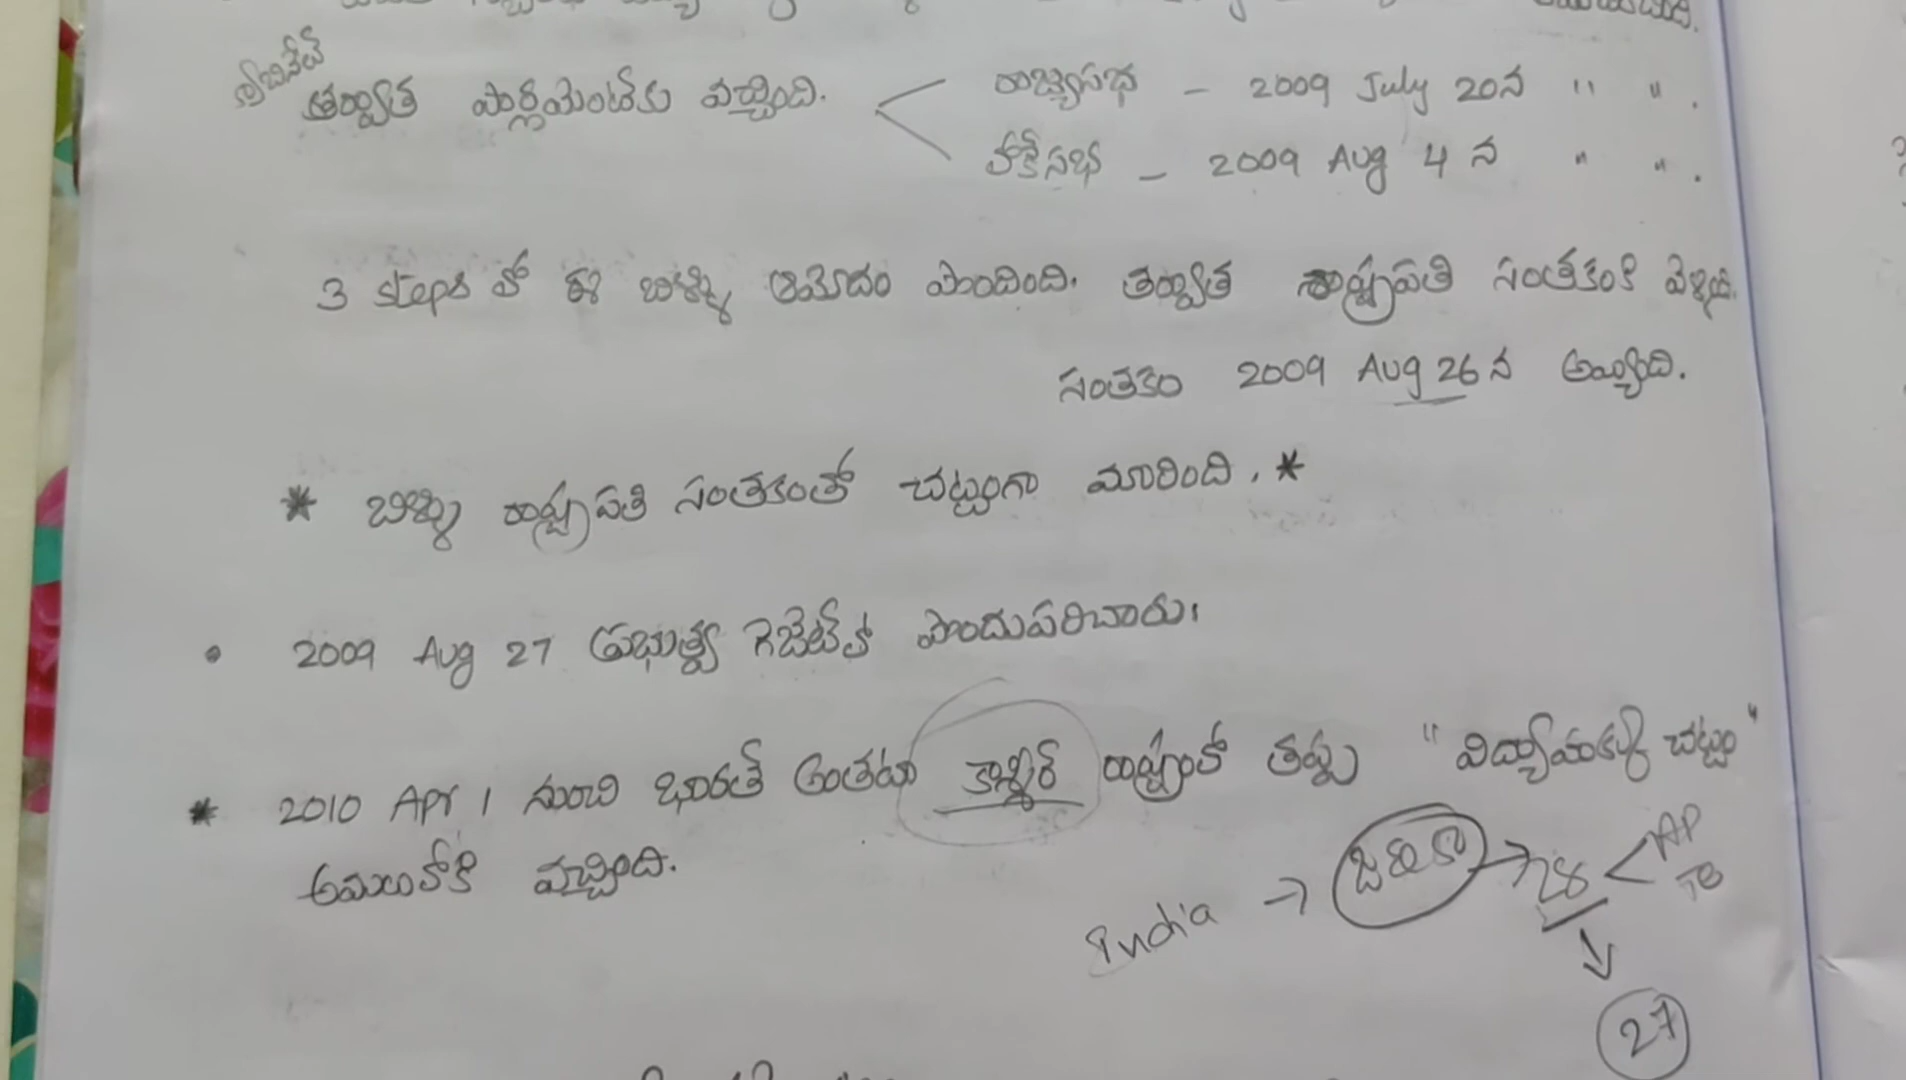 క్యాబినేట్
తర్వాత పార్లమెంట్‌కు వచ్చింది.
రాజ్యసభ - 2009 July 20న " " .
లోక్‌సభ - 2009 Aug 4 న " " .
3 steps లో ఈ బిల్లు ఆమోదం పొందింది. తర్వాత రాష్ట్రపతి సంతకంకి వెళ్ళింది.
సంతకం 2009 Aug 26 న అయ్యింది.
* బిల్లు రాష్ట్రపతి సంతకంతో చట్టంగా మారింది. *
• 2009 Aug 27 ప్రభుత్వ గెజిట్‌లో పొందుపరిచారు.
* 2010 Apr 1 నుంచి భారత్ అంతటా కాశ్మీర్ రాష్ట్రంలో తప్ప " విద్యాహక్కు చట్టం "
అమలులోకి వచ్చింది.
India → → 28 < AP
↓
27